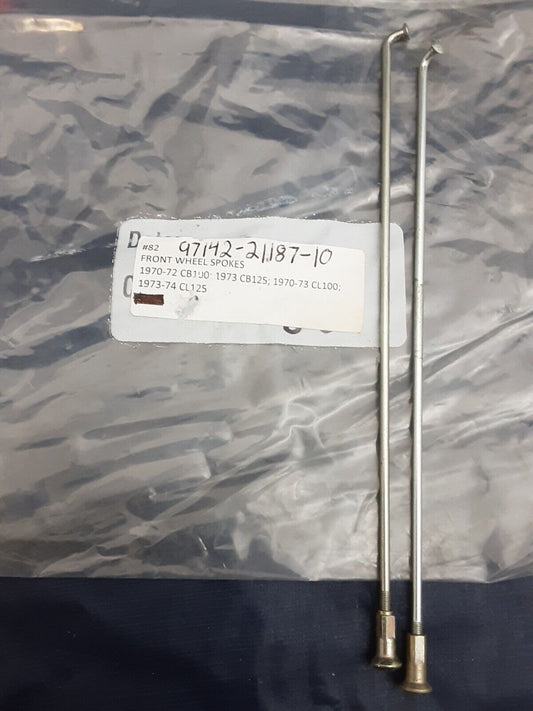 #82 97142-21187-10
FRONT WHEEL SPOKES
1970-72 CB100; 1973 CB125; 1970-73 CL100;
1973-74 CL125